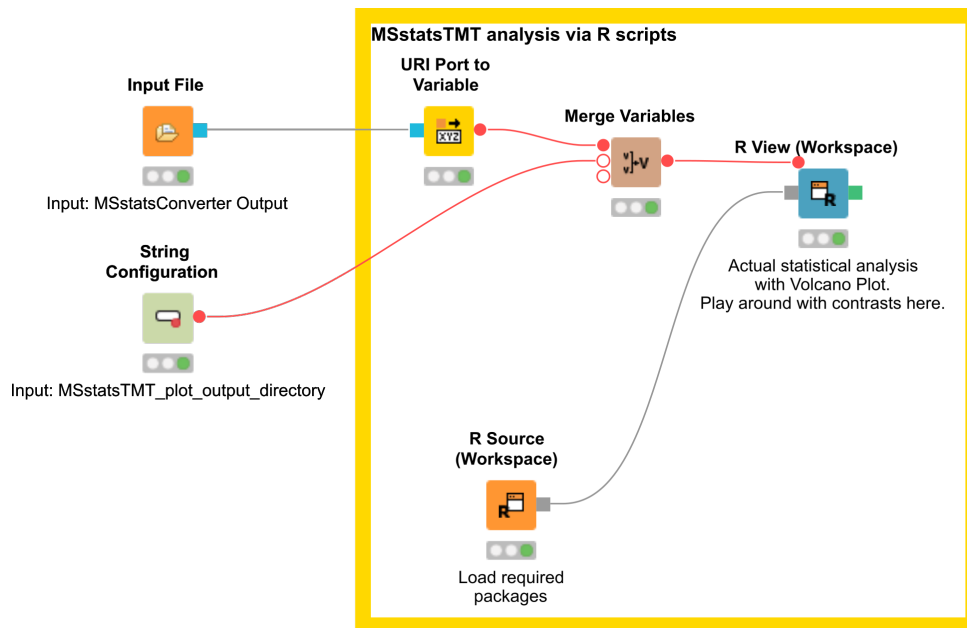 MSstatsTMT analysis via R scripts
URI Port to
Variable
Input File
XYZ
Merge Variables
V
V
V
R View (Workspace)
R
Input: MSstatsConverter Output
String
Configuration
Actual statistical analysis
with Volcano Plot.
Play around with contrasts here.
Input: MSstatsTMT_plot_output_directory
R Source
(Workspace)
R
Load required
packages